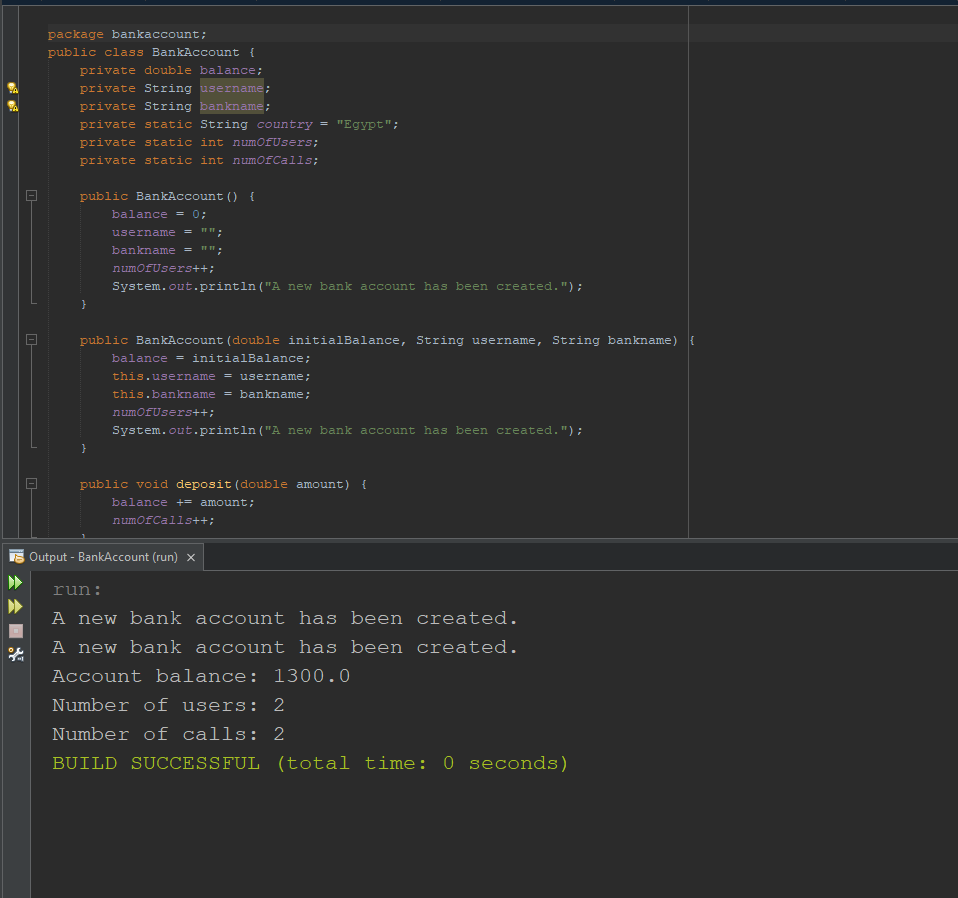 package bankaccount;
public class BankAccount {
    private double balance;
    private String username;
    private String bankname;
    private static String country = "Egypt";
    private static int numOfUsers;
    private static int numOfCalls;

    public BankAccount() {
        balance = 0;
        username = "";
        bankname = "";
        numOfUsers++;
        System.out.println("A new bank account has been created.");
    }

    public BankAccount(double initialBalance, String username, String bankname) {
        balance = initialBalance;
        this.username = username;
        this.bankname = bankname;
        numOfUsers++;
        System.out.println("A new bank account has been created.");
    }

    public void deposit(double amount) {
        balance += amount;
        numOfCalls++;
    }
Output - BankAccount (run) ×
run:
A new bank account has been created.
A new bank account has been created.
Account balance: 1300.0
Number of users: 2
Number of calls: 2
BUILD SUCCESSFUL (total time: 0 seconds)